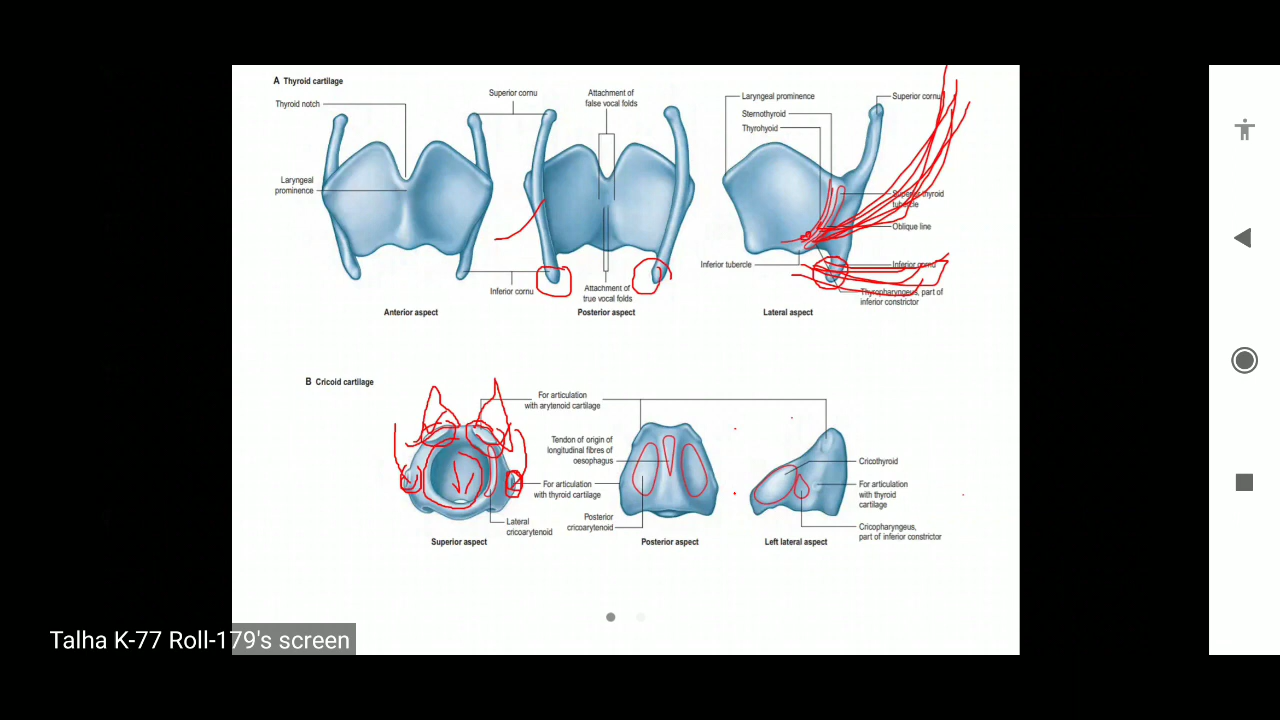 A Thyroid cartilage
Thyroid notch
Superior cornu
Attachment of
false vocal folds
Laryngeal prominence
Superior cornu
Sternothyroid
Thyrohyoid
Laryngeal
prominence
Superior thyroid
tubercle
Oblique line
Inferior tubercle
Inferior cornu
Inferior cornu
Attachment of
true vocal folds
Thyropharyngeus, part of
inferior constrictor
Anterior aspect
Posterior aspect
Lateral aspect
B Cricoid cartilage
For articulation
with arytenoid cartilage
Tendon of origin of
longitudinal fibres of
oesophagus
Cricothyroid
For articulation
with thyroid cartilage
For articulation
with thyroid
cartilage
Lateral
cricoarytenoid
Posterior
cricoarytenoid
Cricopharyngeus,
part of inferior constrictor
Superior aspect
Posterior aspect
Left lateral aspect
Talha K-77 Roll-179's screen